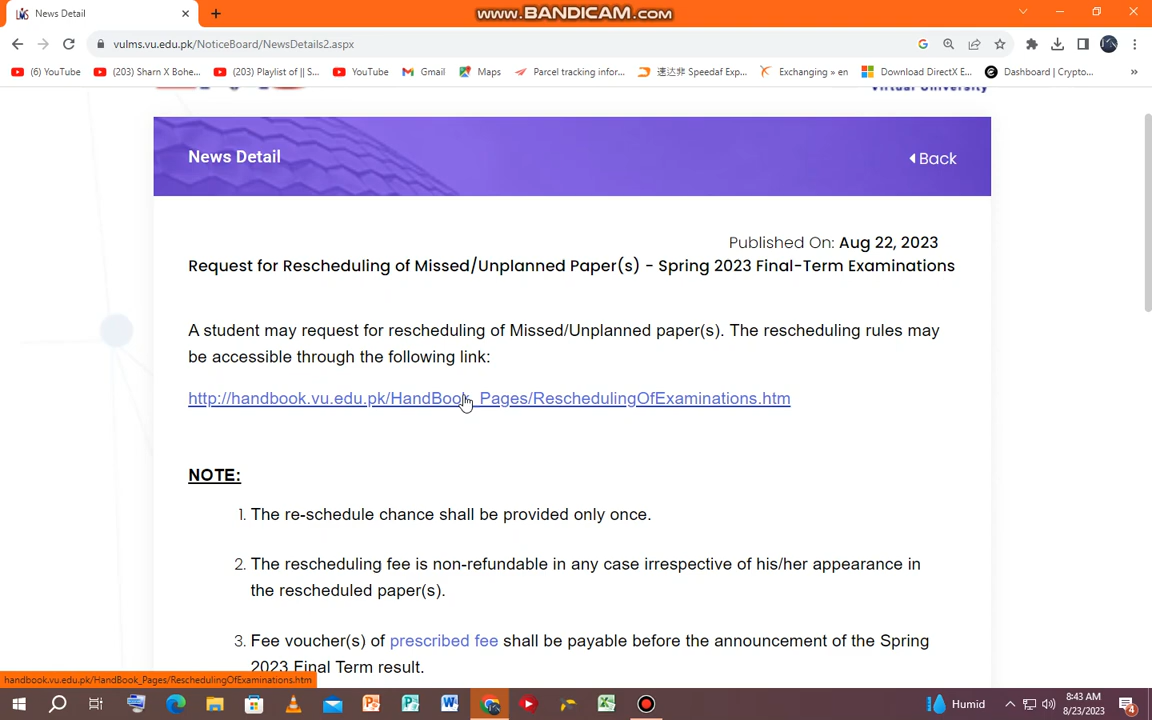 News Detail
www.BANDICAM.com
vulms.vu.edu.pk/NoticeBoard/NewsDetails2.aspx
(6) YouTube
(203) Sharn X Bohe...
(203) Playlist of || S...
YouTube
Gmail
Maps
Parcel tracking infor...
速达非 Speedaf Exp...
Exchanging » en
Download DirectX E...
Dashboard | Crypto...
»
Virtual University
News Detail
Back
Published On: Aug 22, 2023
Request for Rescheduling of Missed/Unplanned Paper(s) - Spring 2023 Final-Term Examinations
A student may request for rescheduling of Missed/Unplanned paper(s). The rescheduling rules may
be accessible through the following link:
http://handbook.vu.edu.pk/HandBook_Pages/ReschedulingOfExaminations.htm
NOTE:
1. The re-schedule chance shall be provided only once.
2. The rescheduling fee is non-refundable in any case irrespective of his/her appearance in
the rescheduled paper(s).
3. Fee voucher(s) of prescribed fee shall be payable before the announcement of the Spring
2023 Final Term result.
handbook.vu.edu.pk/HandBook_Pages/ReschedulingOfExaminations.htm
Humid
8:43 AM
8/23/2023
4